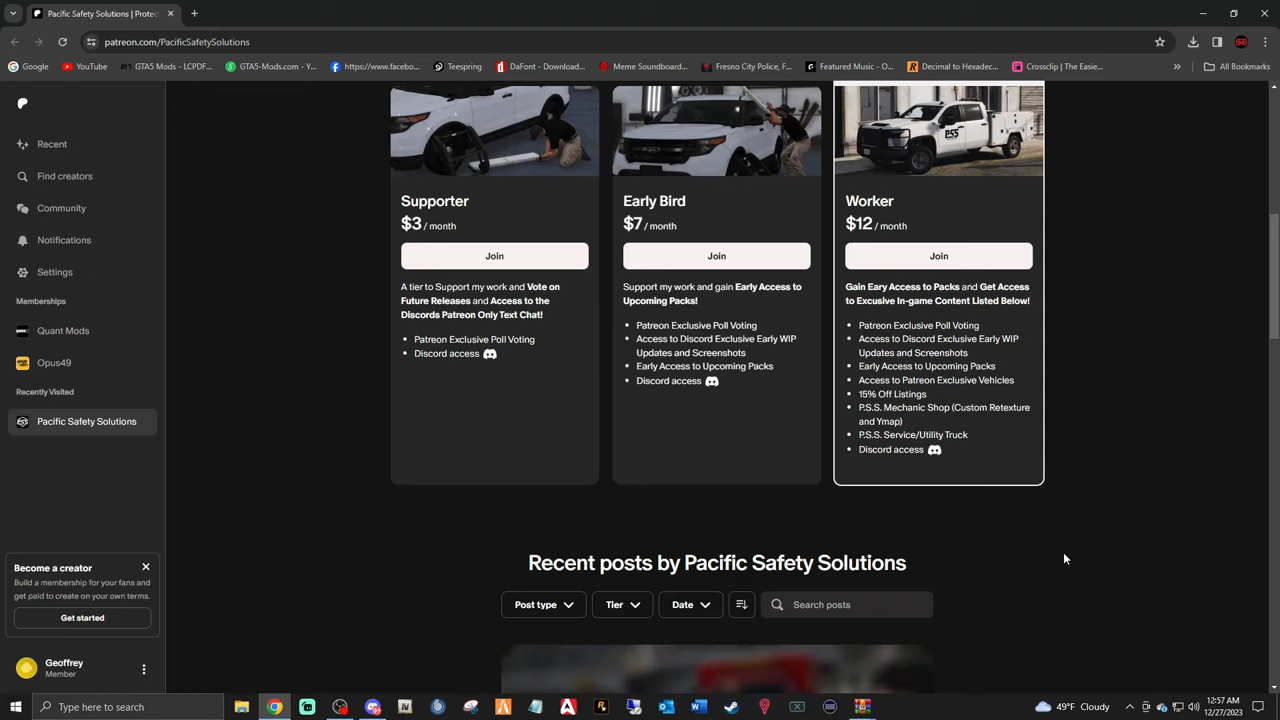 Pacific Safety Solutions | Protec
patreon.com/PacificSafetySolutions
Google
YouTube
GTA5 Mods - LCPDF...
GTA5-Mods.com - Y...
https://www.facebo...
Teespring
DaFont - Download...
Meme Soundboard...
Fresno City Police, F...
Featured Music - O...
Decimal to Hexadec...
Crossclip | The Easie...
»
All Bookmarks
Recent
Find creators
Community
Notifications
Settings
Memberships
Quant Mods
Opus49
Recently Visited
Pacific Safety Solutions
Become a creator
Build a membership for your fans and
get paid to create on your own terms.
Get started
Geoffrey
Member
Supporter
$3 / month
Join
A tier to Support my work and Vote on
Future Releases and Access to the
Discords Patreon Only Text Chat!
• Patreon Exclusive Poll Voting
• Discord access
Early Bird
$7 / month
Join
Support my work and gain Early Access to
Upcoming Packs!
• Patreon Exclusive Poll Voting
• Access to Discord Exclusive Early WIP
Updates and Screenshots
• Early Access to Upcoming Packs
• Discord access
PSS
Worker
$12 / month
Join
Gain Eary Access to Packs and Get Access
to Excusive In-game Content Listed Below!
• Patreon Exclusive Poll Voting
• Access to Discord Exclusive Early WIP
Updates and Screenshots
• Early Access to Upcoming Packs
• Access to Patreon Exclusive Vehicles
• 15% Off Listings
• P.S.S. Mechanic Shop (Custom Retexture
and Ymap)
• P.S.S. Service/Utility Truck
• Discord access
Recent posts by Pacific Safety Solutions
Post type
Tier
Date
Search posts
Type here to search
49°F Cloudy
12:57 AM
12/27/2023